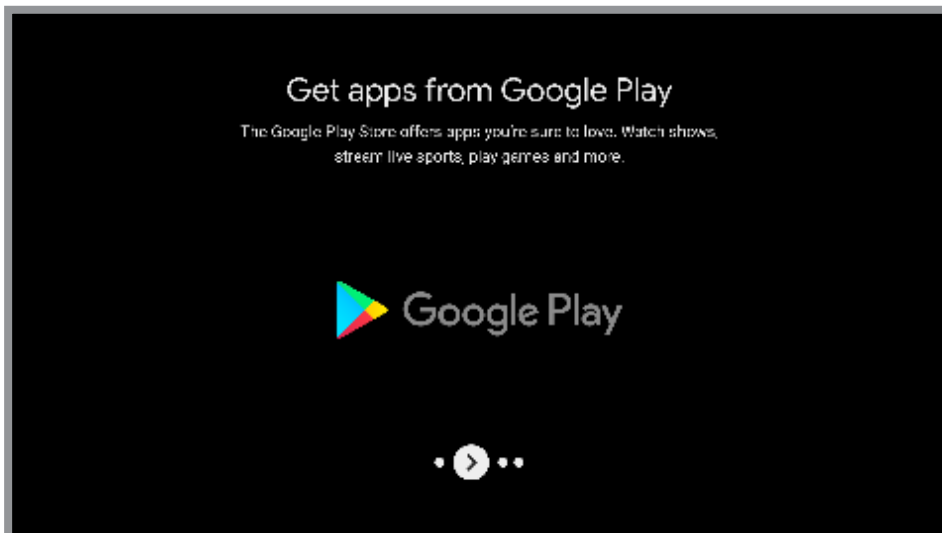 Get apps from Google Play
The Google Play Store offers apps you're sure to love. Watch shows,
stream live sports, play games and more.
Google Play